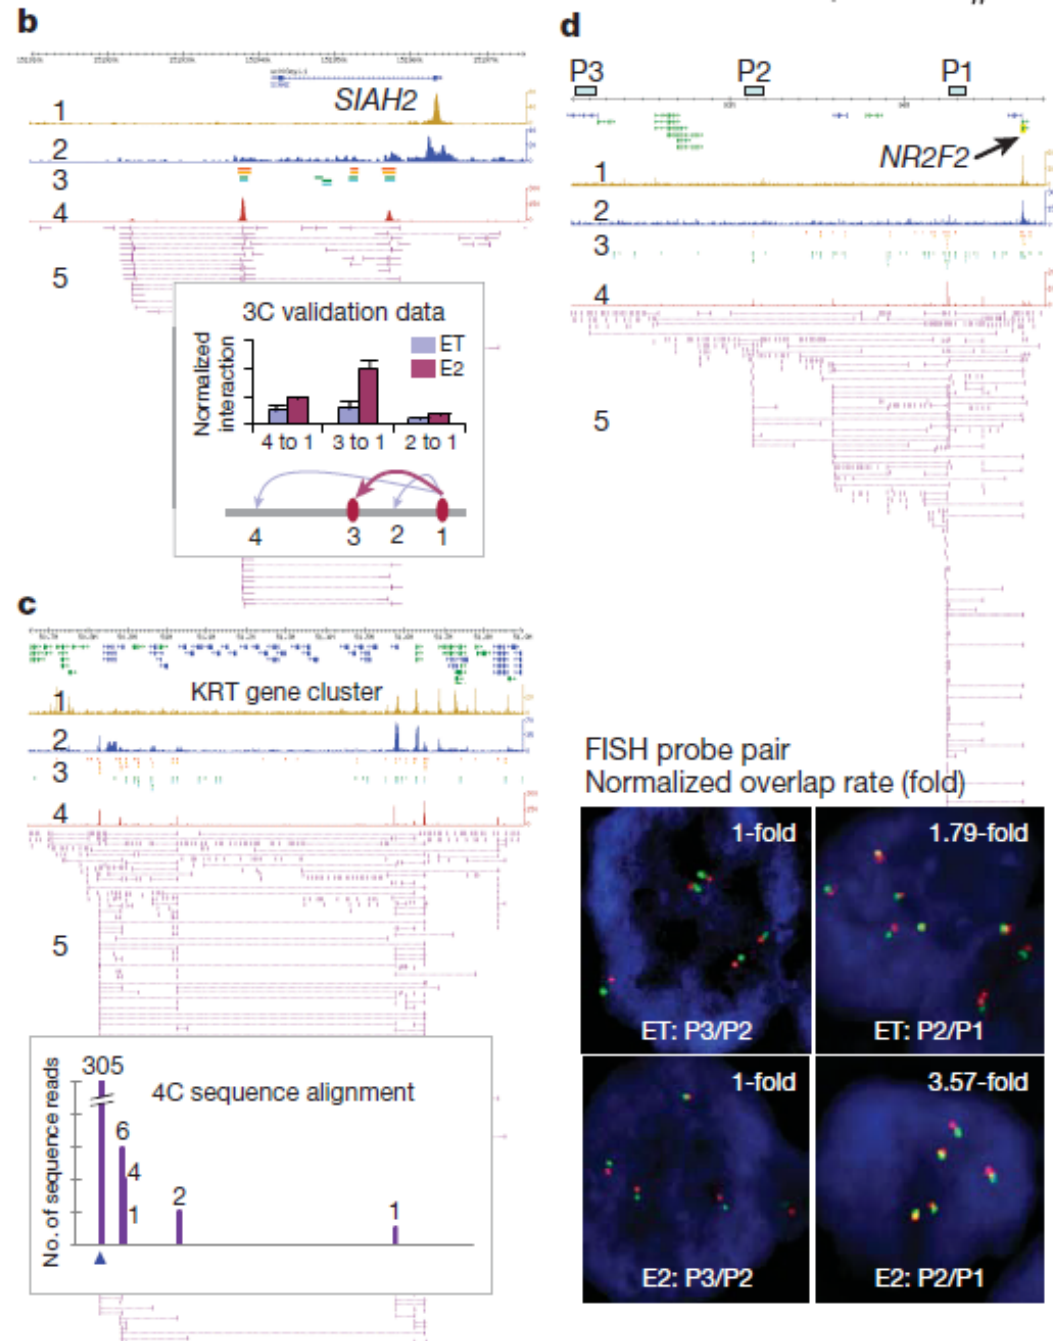 b
SIAH2
1
2
3
4
5
3C validation data
Normalized
interaction
ET
E2
4 to 1
3 to 1
2 to 1
4
3
2
1
c
KRT gene cluster
1
2
3
4
5
4C sequence alignment
No. of sequence reads
305
6
4
1
2
1
d
P3
P2
P1
NR2F2
1
2
3
4
5
FISH probe pair
Normalized overlap rate (fold)
1-fold
ET: P3/P2
1.79-fold
ET: P2/P1
1-fold
E2: P3/P2
3.57-fold
E2: P2/P1